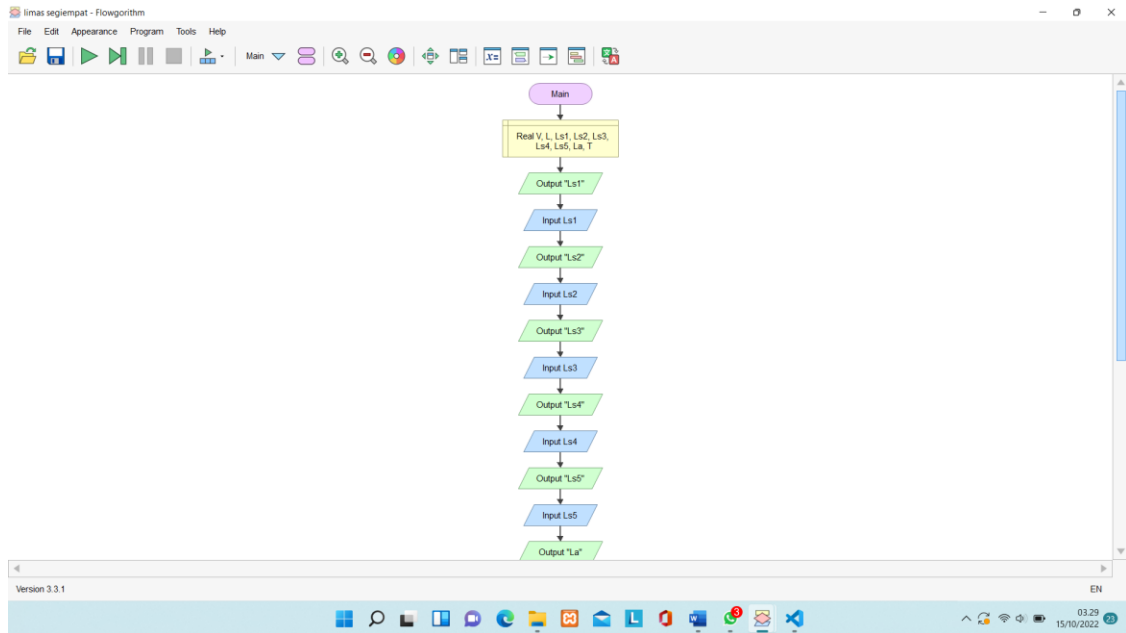 limas segiempat - Flowgorithm
File Edit Appearance Program Tools Help
Main
Main
Real V, L, Ls1, Ls2, Ls3,
Ls4, Ls5, La, T
Output "Ls1"
Input Ls1
Output "Ls2"
Input Ls2
Output "Ls3"
Input Ls3
Output "Ls4"
Input Ls4
Output "Ls5"
Input Ls5
Output "La"
Version 3.3.1
EN
3
03.29
15/10/2022
23